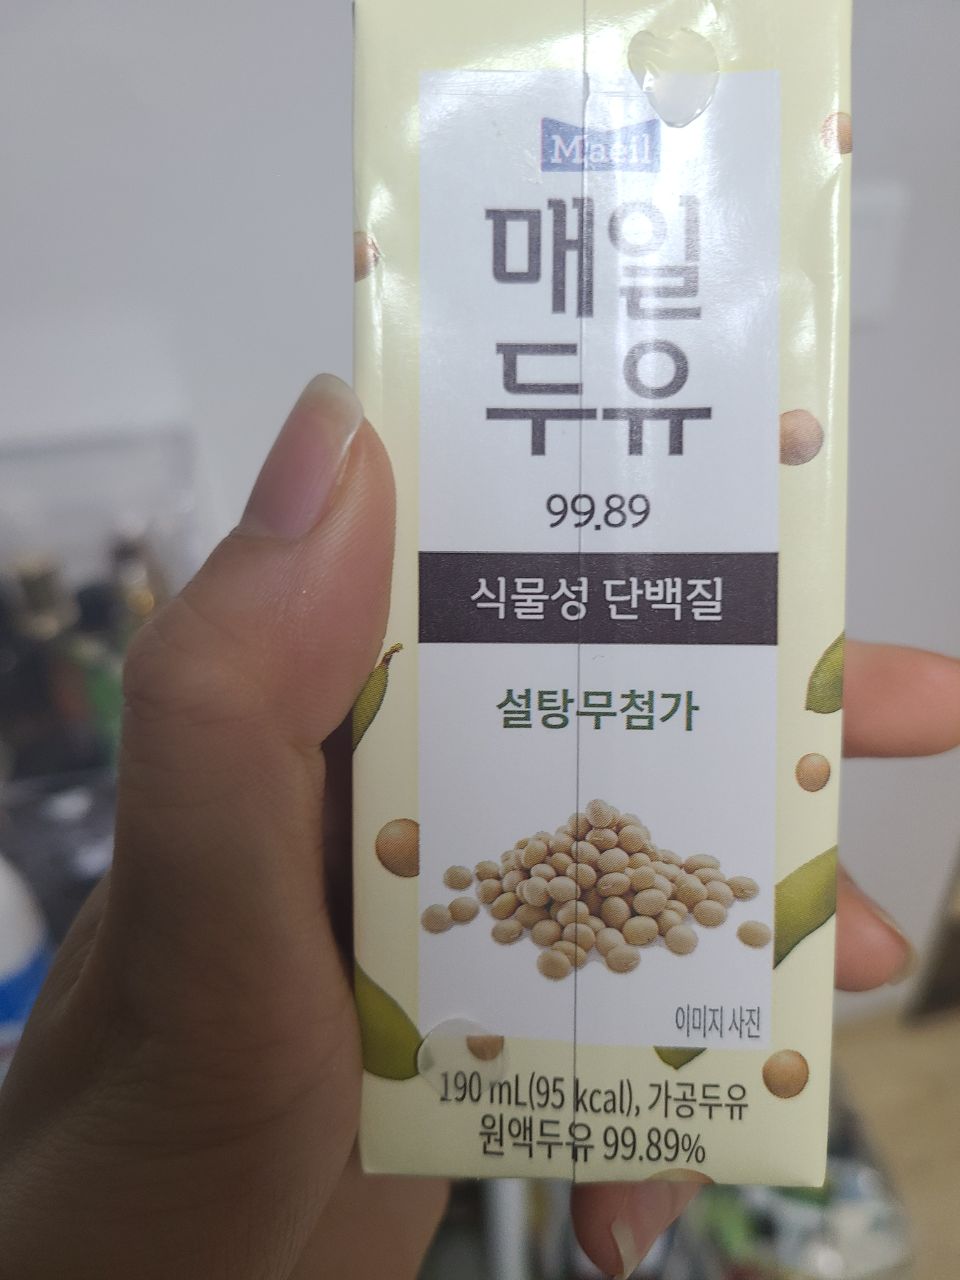 Maeil
매일
두유
99.89
식물성 단백질
설탕무첨가
이미지 사진
190 mL(95 kcal), 가공두유
원액두유 99.89%